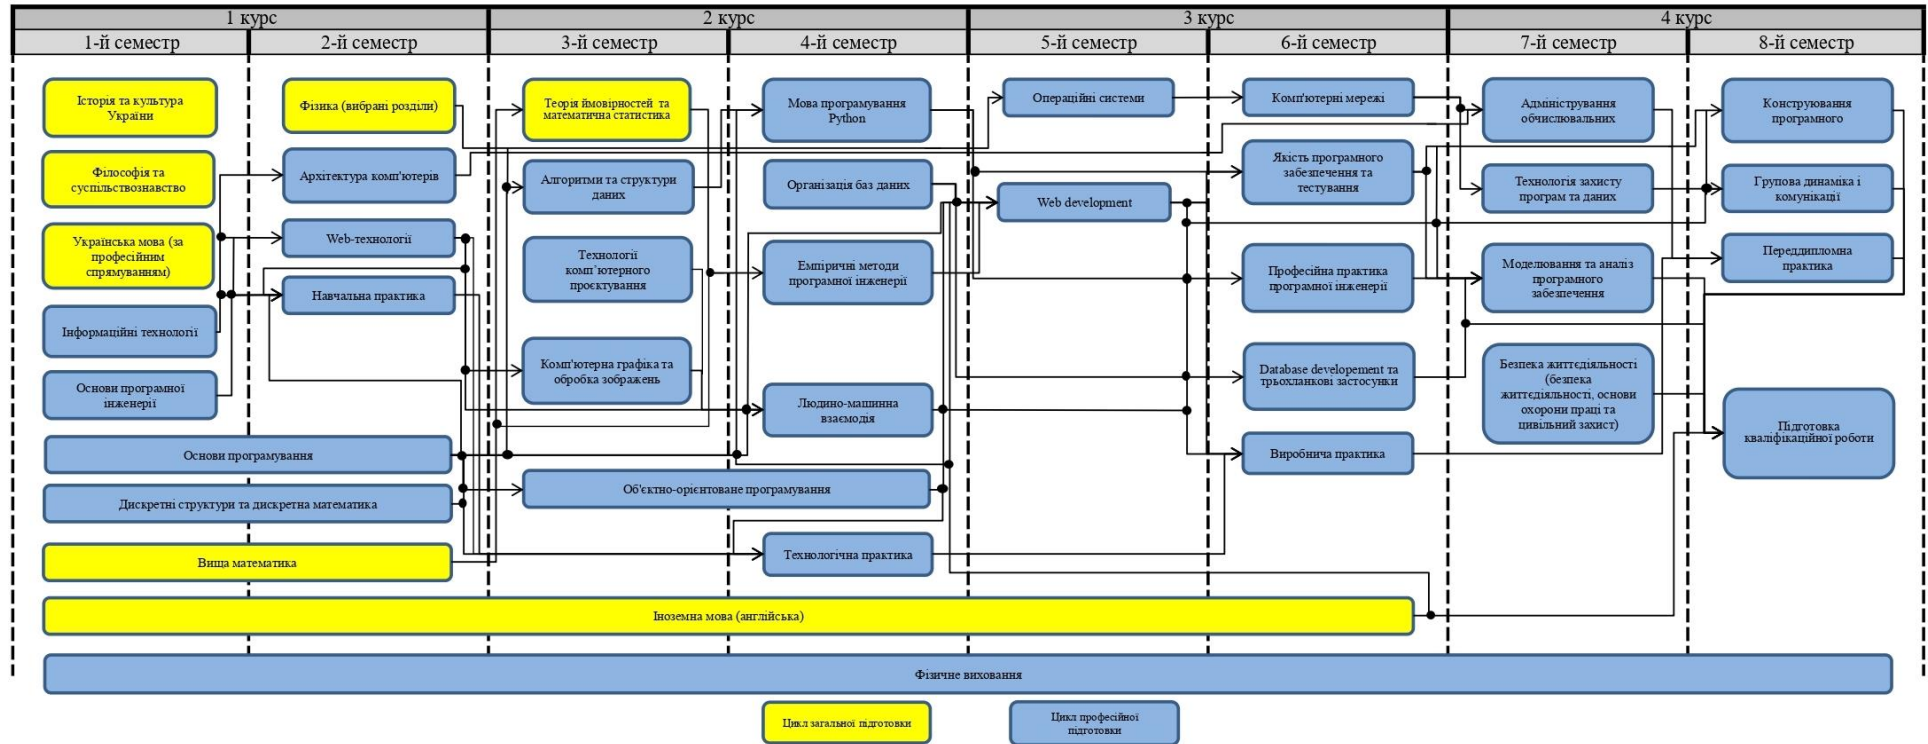 1 курс
2 курс
3 курс
4 курс
1-й семестр
2-й семестр
3-й семестр
4-й семестр
5-й семестр
6-й семестр
7-й семестр
8-й семестр
Історія та культура
України
Філософія та
суспільствознавство
Українська мова (за
професійним
спрямуванням)
Інформаційні технології
Основи програмної
інженерії
Фізика (вибрані розділи)
Архітектура комп'ютерів
Web-технології
Навчальна практика
Основи програмування
Дискретні структури та дискретна математика
Вища математика
Теорія ймовірностей та
математична статистика
Алгоритми та структури
даних
Технології
комп’ютерного
проєктування
Комп'ютерна графіка та
обробка зображень
Мова програмування
Python
Організація баз даних
Емпіричні методи
програмної інженерії
Людино-машинна
взаємодія
Об'єктно-орієнтоване програмування
Технологічна практика
Операційні системи
Web development
Комп'ютерні мережі
Якість програмного
забезпечення та
тестування
Професійна практика
програмної інженерії
Database developement та
трьохланкові застосунки
Виробнича практика
Адміністрування
обчислювальних
Технологія захисту
програм та даних
Моделювання та аналіз
програмного
забезпечення
Безпека життєдіяльності
(безпека
життєдіяльності, основи
охорони праці та
цивільний захист)
Конструювання
програмного
Групова динаміка і
комунікації
Переддипломна
практика
Підготовка
кваліфікаційної роботи
Іноземна мова (англійська)
Фізичне виховання
Цикл загальної підготовки
Цикл професійної
підготовки